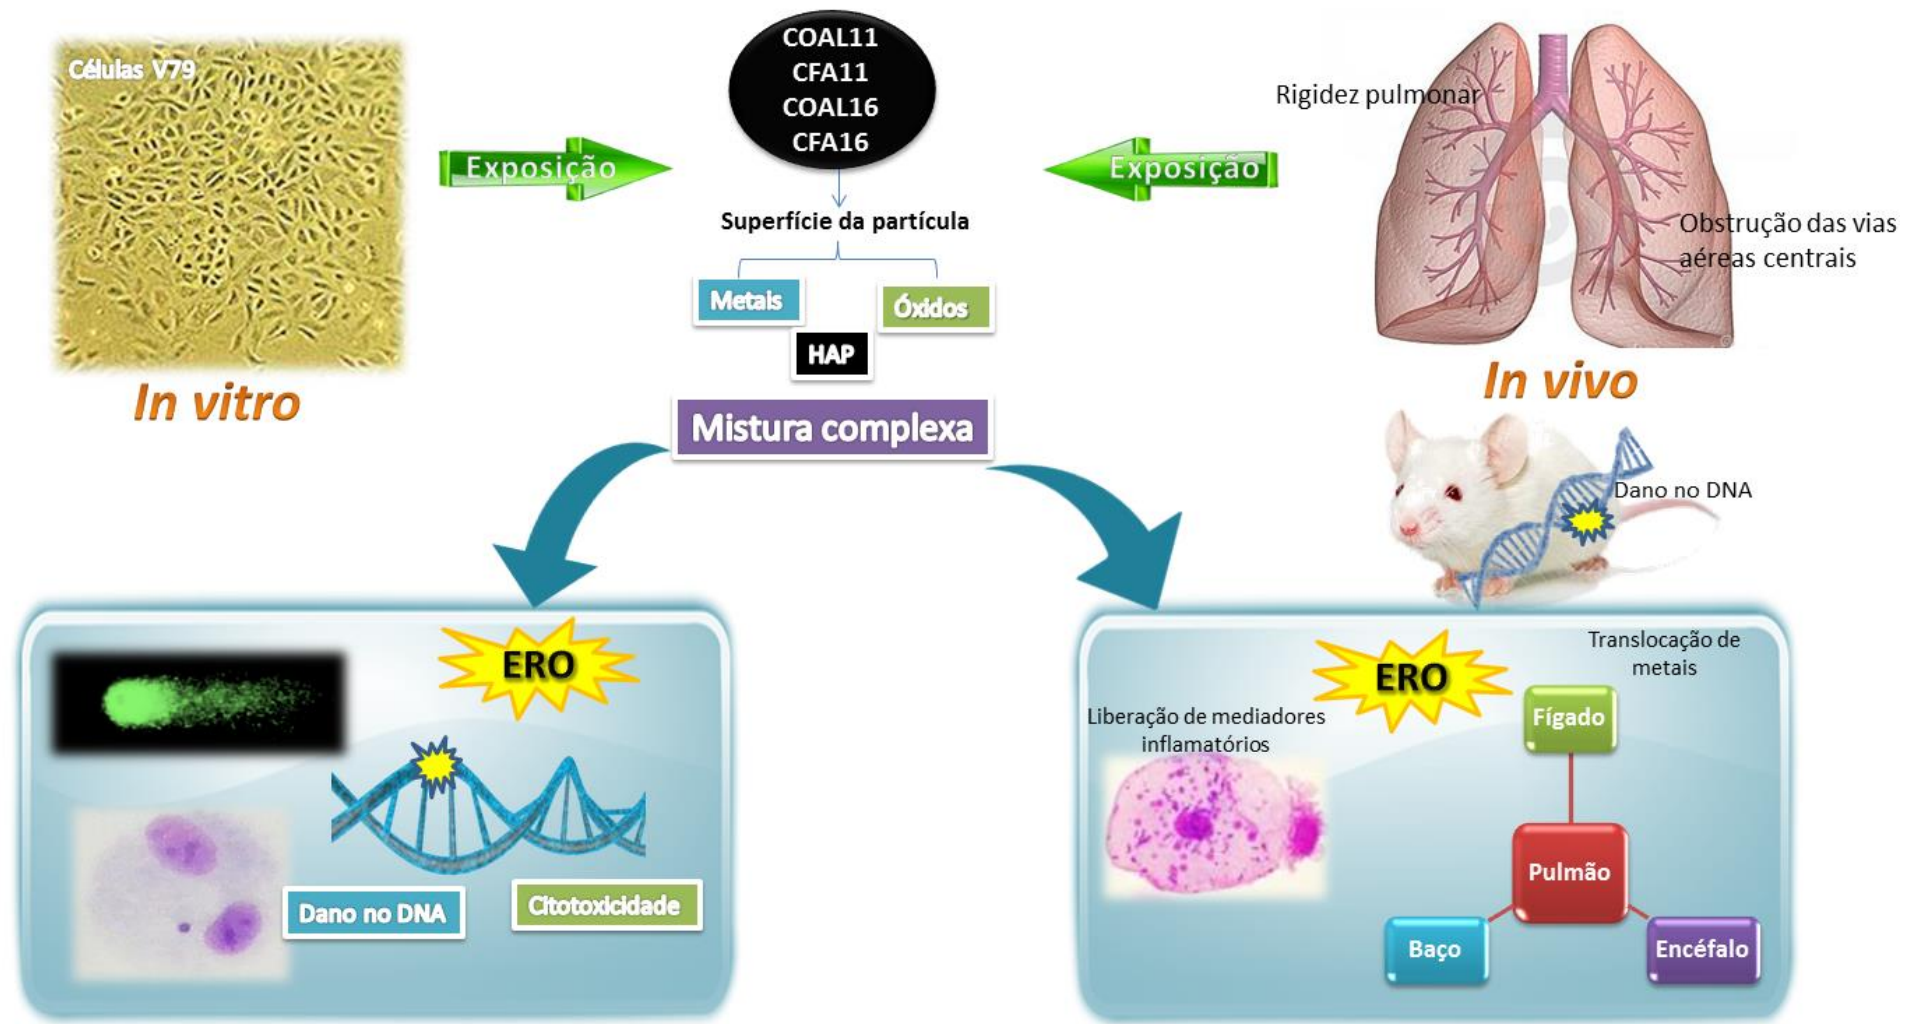 Células V79
In vitro
Exposição
COAL11
CFA11
COAL16
CFA16
Superfície da partícula
Metais
Óxidos
HAP
Mistura complexa
Exposição
Rigidez pulmonar
Obstrução das vias
aéreas centrais
In vivo
Dano no DNA
ERO
Dano no DNA
Citotoxicidade
ERO
Translocação de
metais
Liberação de mediadores
inflamatórios
Fígado
Pulmão
Baço
Encéfalo